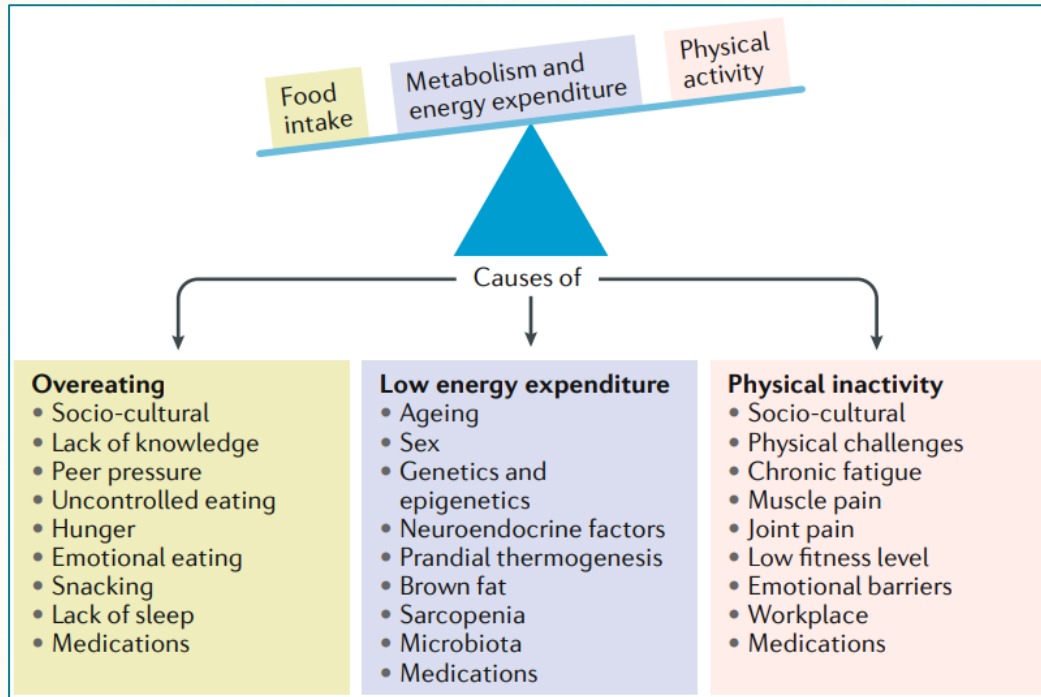 Food
intake
Metabolism and
energy expenditure
Physical
activity
Causes of
Overeating
• Socio-cultural
• Lack of knowledge
• Peer pressure
• Uncontrolled eating
• Hunger
• Emotional eating
• Snacking
• Lack of sleep
• Medications
Low energy expenditure
• Ageing
• Sex
• Genetics and
epigenetics
• Neuroendocrine factors
• Prandial thermogenesis
• Brown fat
• Sarcopenia
• Microbiota
• Medications
Physical inactivity
• Socio-cultural
• Physical challenges
• Chronic fatigue
• Muscle pain
• Joint pain
• Low fitness level
• Emotional barriers
• Workplace
• Medications